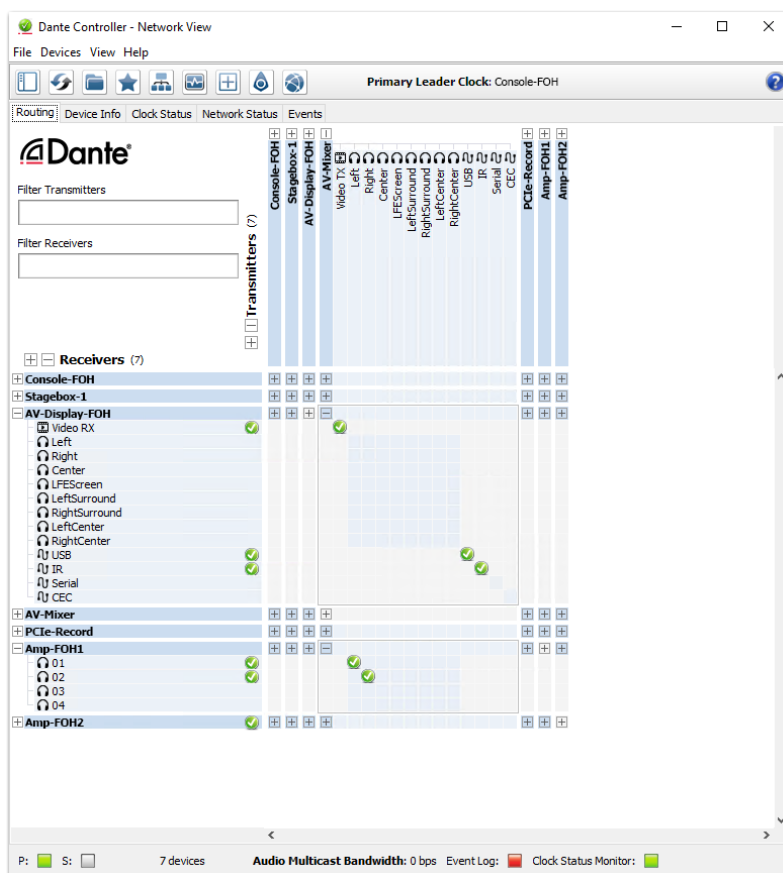 Dante Controller - Network View
File Devices View Help
Primary Leader Clock: Console-FOH
?
Routing Device Info Clock Status Network Status Events
Dante
Filter Transmitters
Filter Receivers
Transmitters (7)
Console-FOH
Stagebox-1
AV-Display-FOH
AV-Mixer
Video TX
Left
Right
Center
LFEScreen
LeftSurround
RightSurround
LeftCenter
RightCenter
USB
IR
Serial
CEC
PCIe-Record
Amp-FOH1
Amp-FOH2
Receivers (7)
Console-FOH
Stagebox-1
AV-Display-FOH
Video RX
Left
Right
Center
LFEScreen
LeftSurround
RightSurround
LeftCenter
RightCenter
USB
IR
Serial
CEC
AV-Mixer
PCIe-Record
Amp-FOH1
01
02
03
04
Amp-FOH2
P: S: 7 devices Audio Multicast Bandwidth: 0 bps Event Log: Clock Status Monitor: